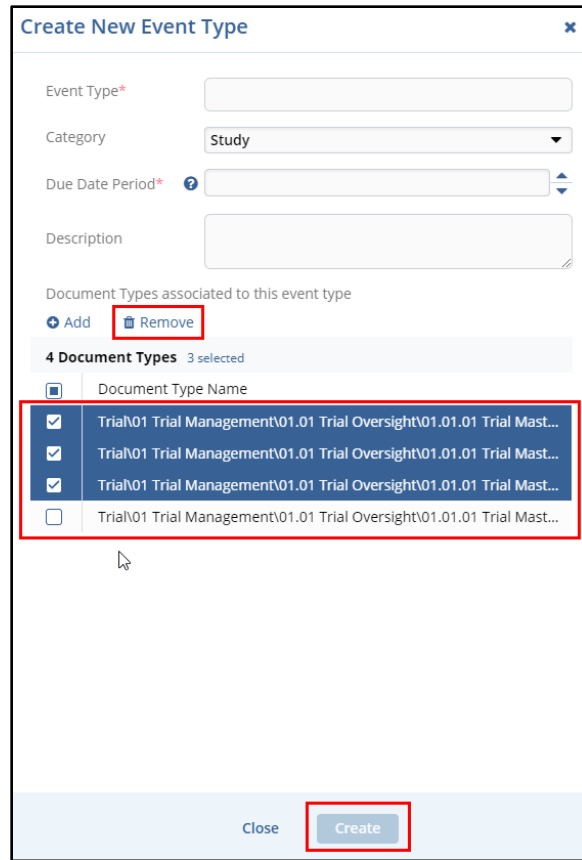 Create New Event Type
Event Type*
Category
Study
Due Date Period*
Description
Document Types associated to this event type
Add Remove
4 Document Types 3 selected
Document Type Name
Trial\01 Trial Management\01.01 Trial Oversight\01.01.01 Trial Mast...
Trial\01 Trial Management\01.01 Trial Oversight\01.01.01 Trial Mast...
Trial\01 Trial Management\01.01 Trial Oversight\01.01.01 Trial Mast...
Trial\01 Trial Management\01.01 Trial Oversight\01.01.01 Trial Mast...
Close Create